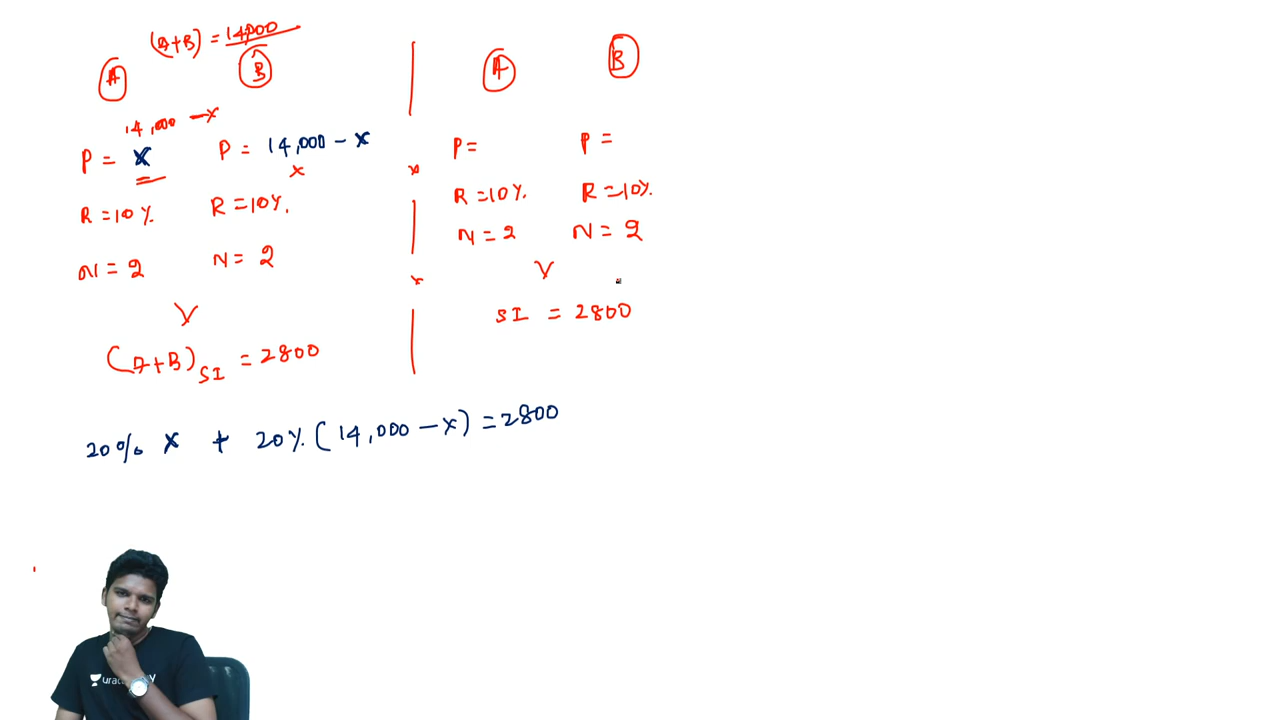 (A+B) = 14000
A B
14,000 - x
P = x P = 14,000 - x
x
R = 10% R = 10%.
N = 2 N = 2
(A+B)SI = 2800
A B
P = P =
R = 10% R = 10%.
N = 2 N = 2
SI = 2800
20% x + 20% (14,000 - x) = 2800